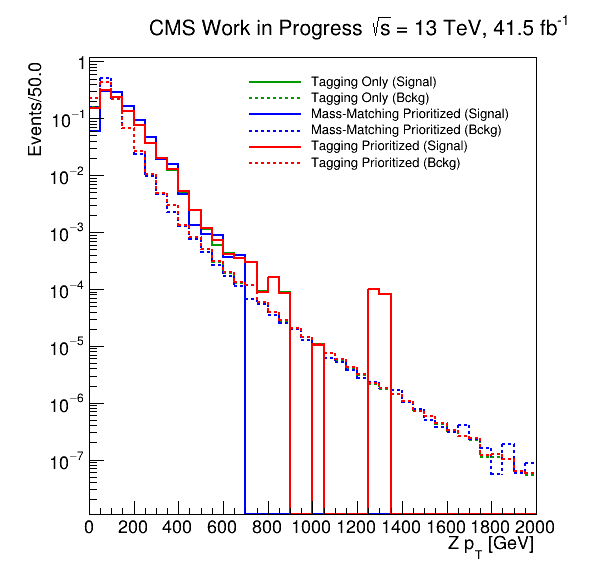 CMS Work in Progress √s = 13 TeV, 41.5 fb⁻¹
Events/50.0
Tagging Only (Signal)
Tagging Only (Bckg)
Mass-Matching Prioritized (Signal)
Mass-Matching Prioritized (Bckg)
Tagging Prioritized (Signal)
Tagging Prioritized (Bckg)
1
10⁻¹
10⁻²
10⁻³
10⁻⁴
10⁻⁵
10⁻⁶
10⁻⁷
0 200 400 600 800 1000 1200 1400 1600 1800 2000
Z p_T [GeV]